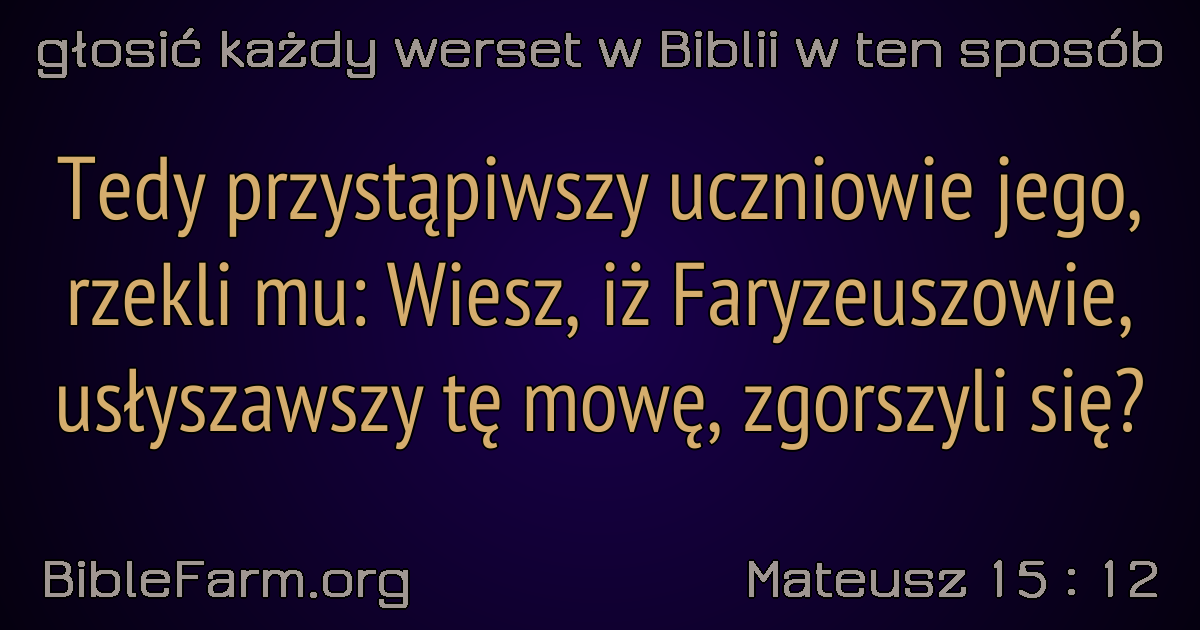 głosić każdy werset w Biblii w ten sposób
Tedy przystąpiwszy uczniowie jego,
rzekli mu: Wiesz, iż Faryzeuszowie,
usłyszawszy tę mowę, zgorszyli się?
BibleFarm.org
Mateusz 15 : 12